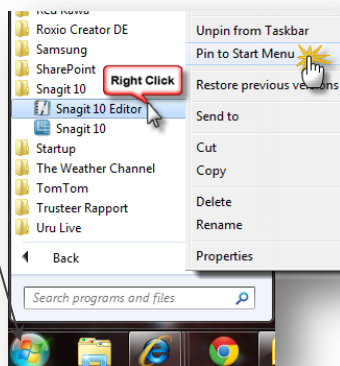 Red Kawa
Roxio Creator DE
Samsung
SharePoint
Snagit 10
Right Click
Snagit 10 Editor
Snagit 10
Startup
The Weather Channel
TomTom
Trusteer Rapport
Uru Live
Back
Search programs and files
Unpin from Taskbar
Pin to Start Menu
Restore previous versions
Send to
Cut
Copy
Delete
Rename
Properties